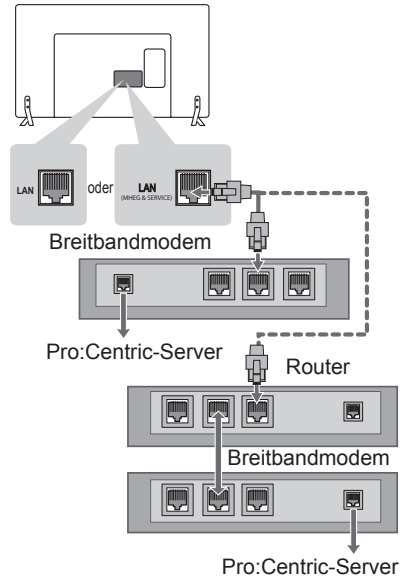 LAN
oder
LAN
(MHEG & SERVICE)
Breitbandmodem
Pro:Centric-Server
Router
Breitbandmodem
Pro:Centric-Server